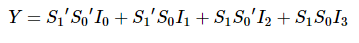 Y = S₁′S₀′I₀ + S₁′S₀I₁ + S₁S₀′I₂ + S₁S₀I₃